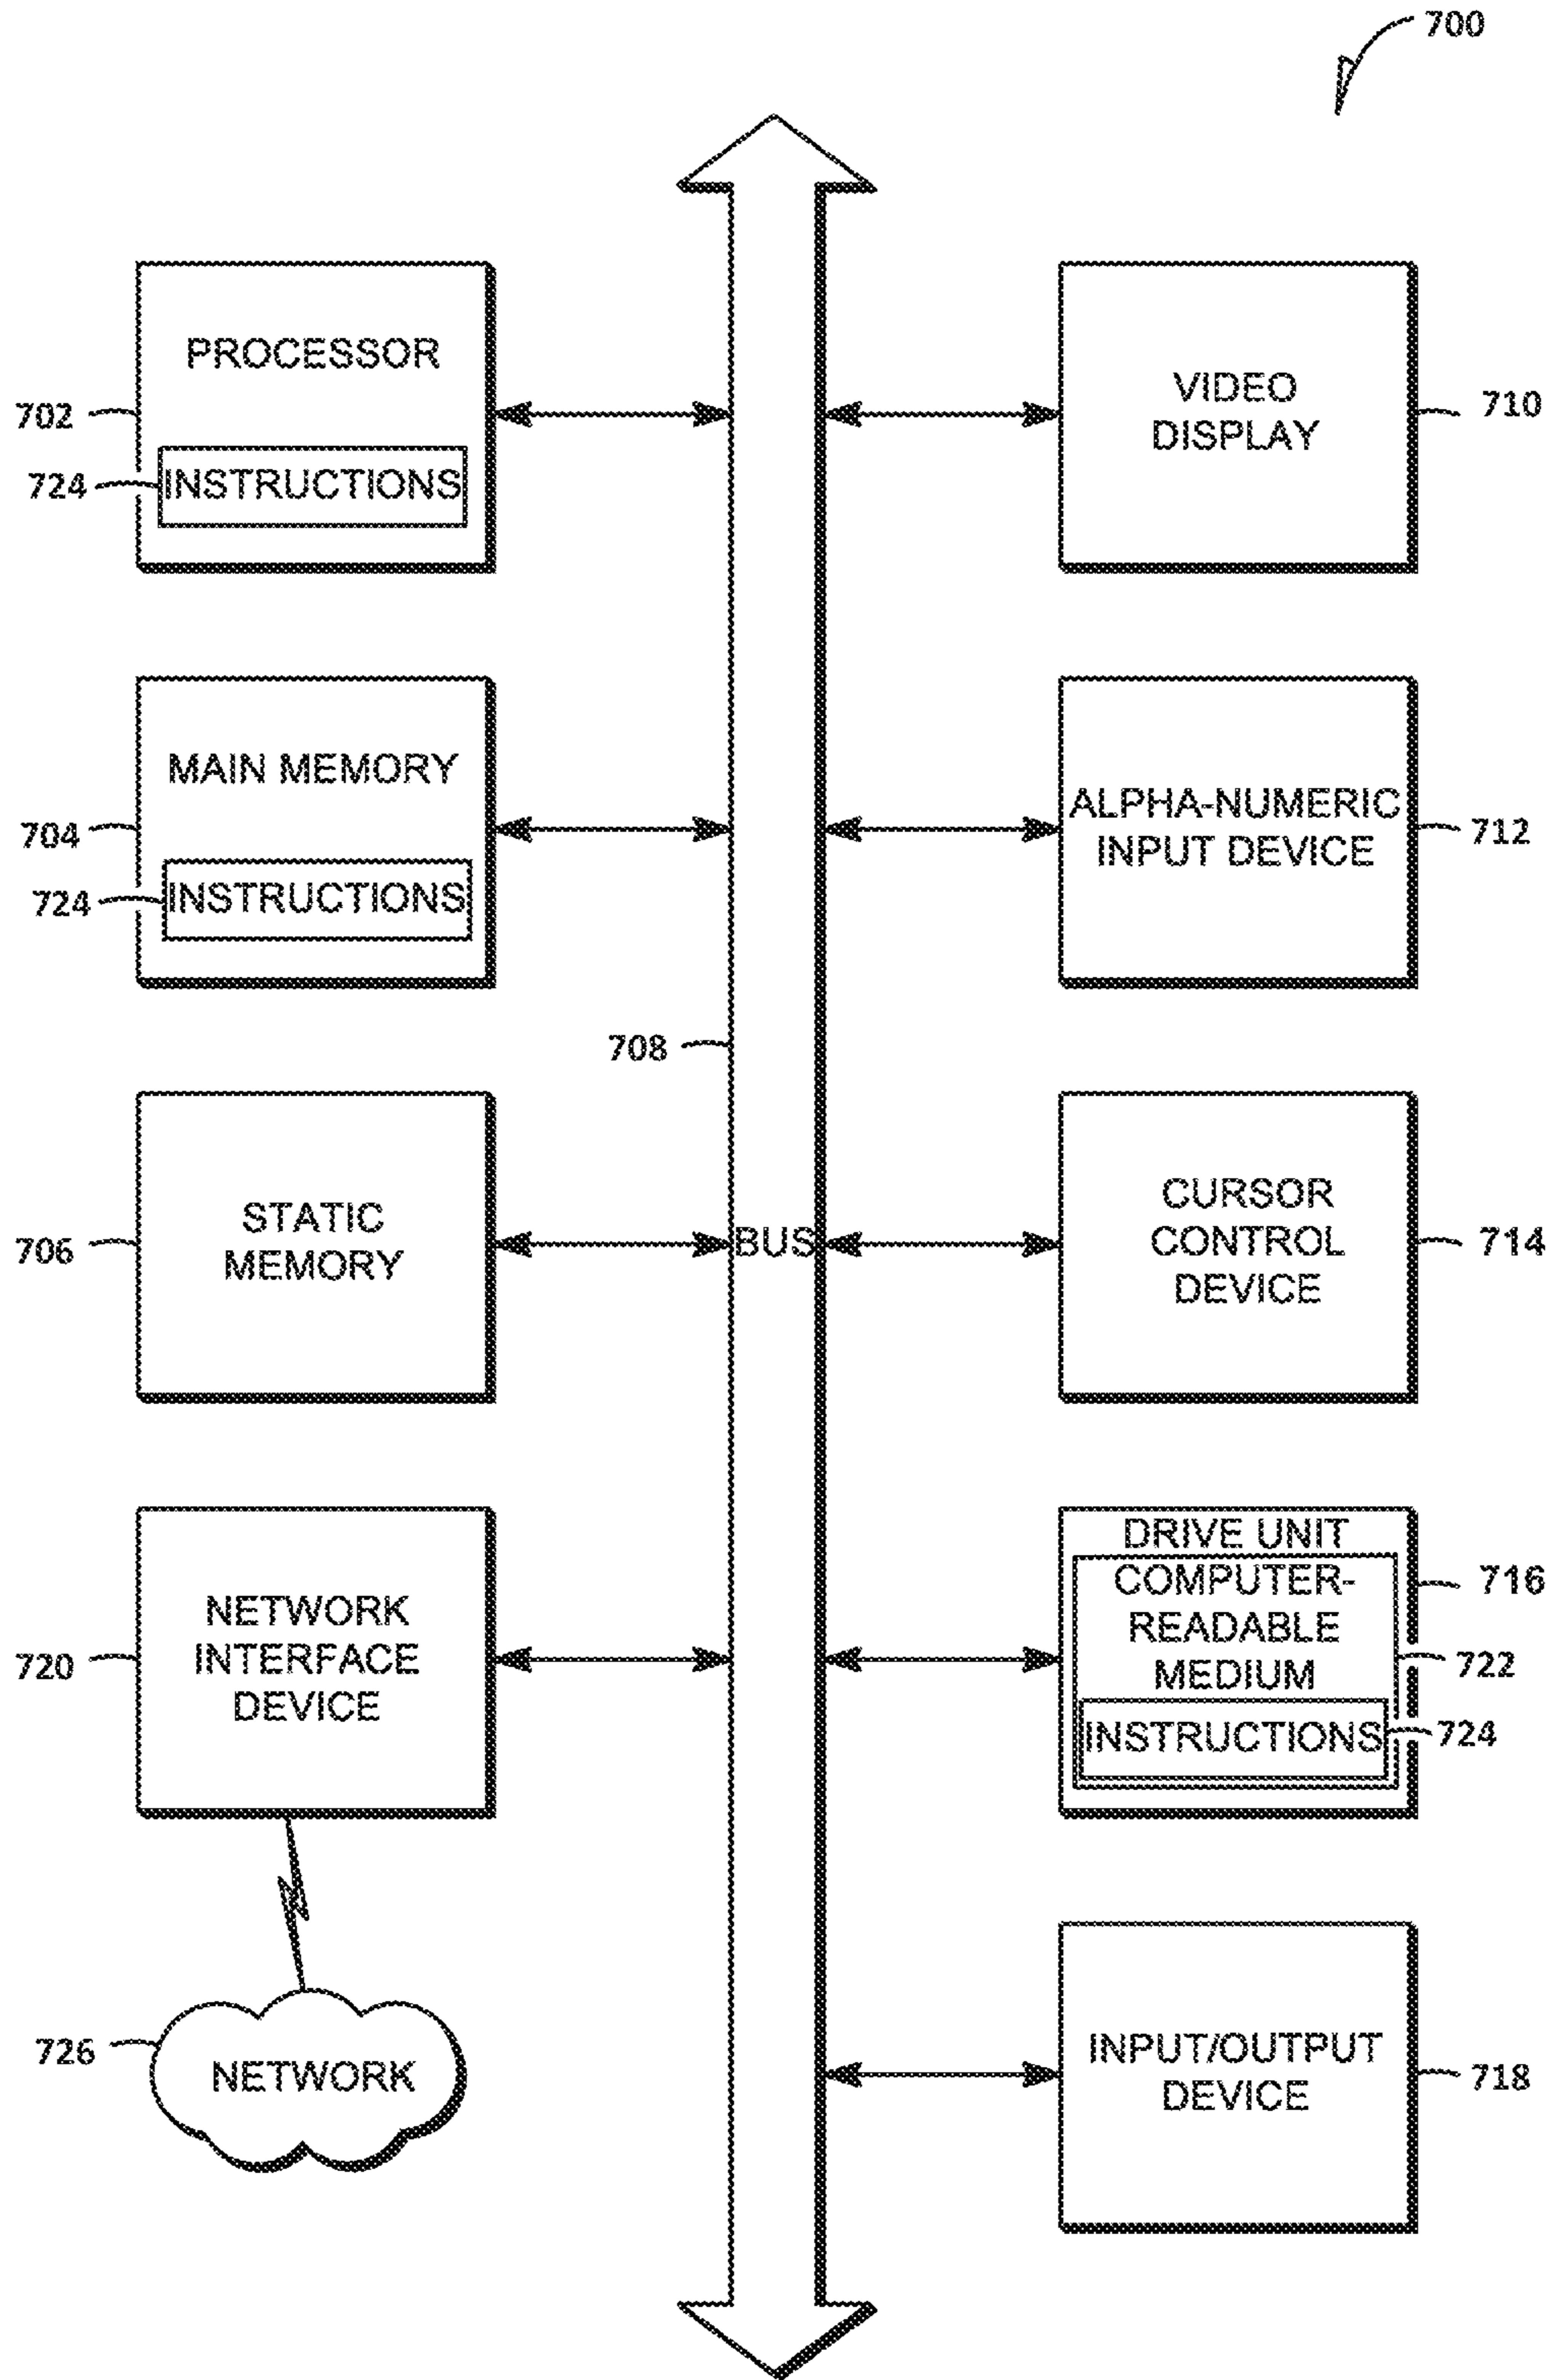 700
PROCESSOR
702
724
INSTRUCTIONS
VIDEO
DISPLAY
710
MAIN MEMORY
704
724
INSTRUCTIONS
ALPHA-NUMERIC
INPUT DEVICE
712
708
STATIC
MEMORY
706
BUS
CURSOR
CONTROL
DEVICE
714
NETWORK
INTERFACE
DEVICE
720
DRIVE UNIT
COMPUTER-
READABLE
MEDIUM
716
722
INSTRUCTIONS
724
726
NETWORK
INPUT/OUTPUT
DEVICE
718